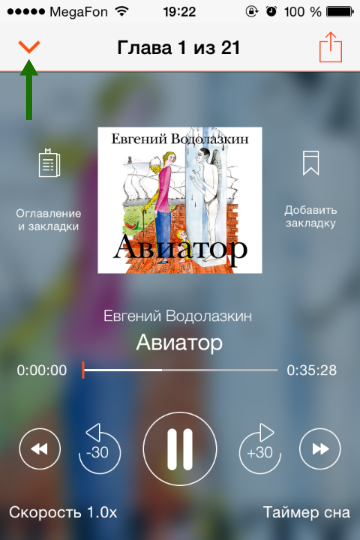 MegaFon 19:22 100 %
Глава 1 из 21
Евгений Водолазкин
Авиатор
Оглавление
и закладки
Добавить
закладку
Евгений Водолазкин
Авиатор
0:00:00 0:35:28
-30 +30
Скорость 1.0x Таймер сна